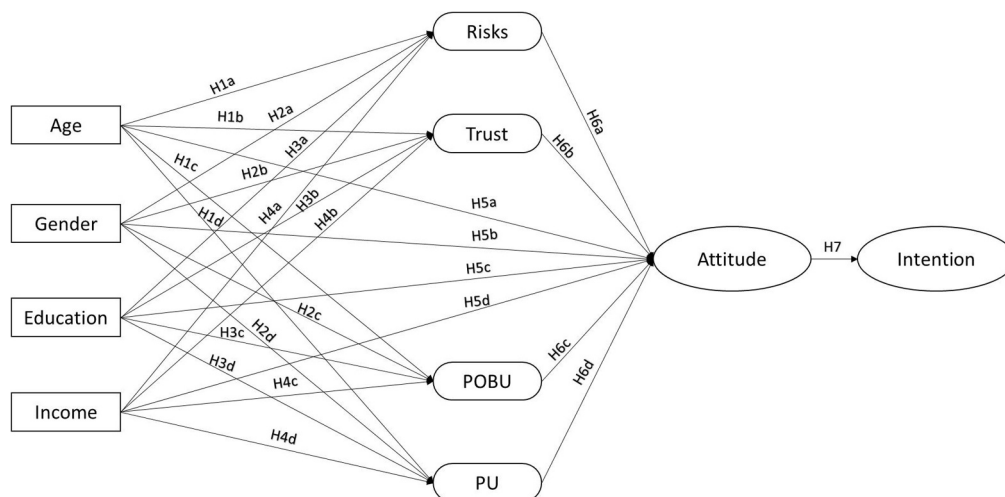 Risks
H1a
H6a
Age
H1b
H2a
Trust
H3a
H6b
H1c
H2b
H3b
H5a
Gender
H1d
H4a
H4b
H5b
Attitude
H7
Intention
H5c
Education
H2c
H5d
H3c
H2d
H6c
H3d
H6d
H4c
POBU
Income
H4d
PU